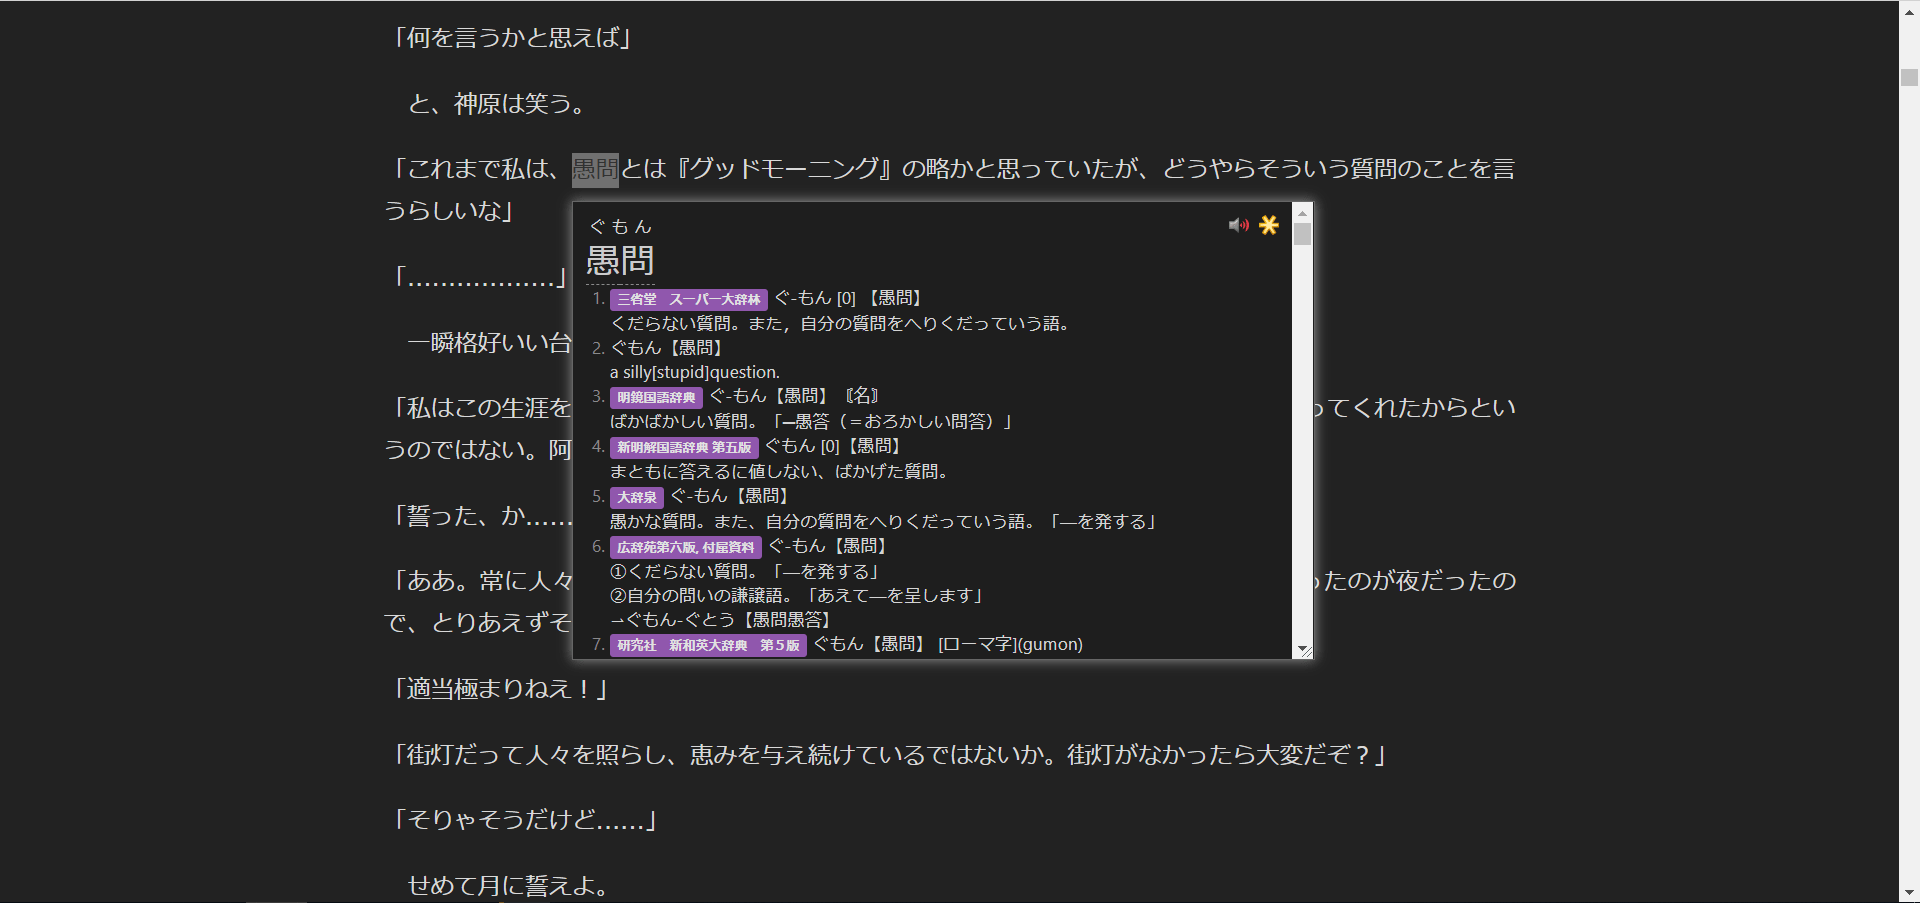 「何を言うかと思えば」
と、神原は笑う。
「これまで私は、愚問とは『グッドモーニング』の略かと思っていたが、どうやらそういう質問のことを言
うらしいな」
ぐもん
愚問
1. 三省堂　スーパー大辞林 ぐ-もん [0] 【愚問】
くだらない質問。また，自分の質問をへりくだっていう語。
2. ぐもん【愚問】
a silly[stupid]question.
3. 明鏡国語辞典 ぐ-もん【愚問】〘名〙
ばかばかしい質問。「━愚答（＝おろかしい問答）」
4. 新明解国語辞典 第五版 ぐもん [0]【愚問】
まともに答えるに値しない、ばかげた質問。
5. 大辞泉 ぐ-もん【愚問】
愚かな質問。また、自分の質問をへりくだっていう語。「―を発する」
6. 広辞苑第六版, 付属資料 ぐ-もん【愚問】
①くだらない質問。「―を発する」
②自分の問いの謙譲語。「あえて―を呈します」
⇀ぐもん-ぐとう【愚問愚答】
7. 研究社　新和英大辞典　第５版 ぐもん【愚問】 [ローマ字](gumon)
「………………」
一瞬格好いい台
「私はこの生涯を ってくれたからとい
うのではない。阿
「誓った、か……
「ああ。常に人々 ったのが夜だったの
で、とりあえずそ
「適当極まりねえ！」
「街灯だって人々を照らし、恵みを与え続けているではないか。街灯がなかったら大変だぞ？」
「そりゃそうだけど……」
せめて月に誓えよ。